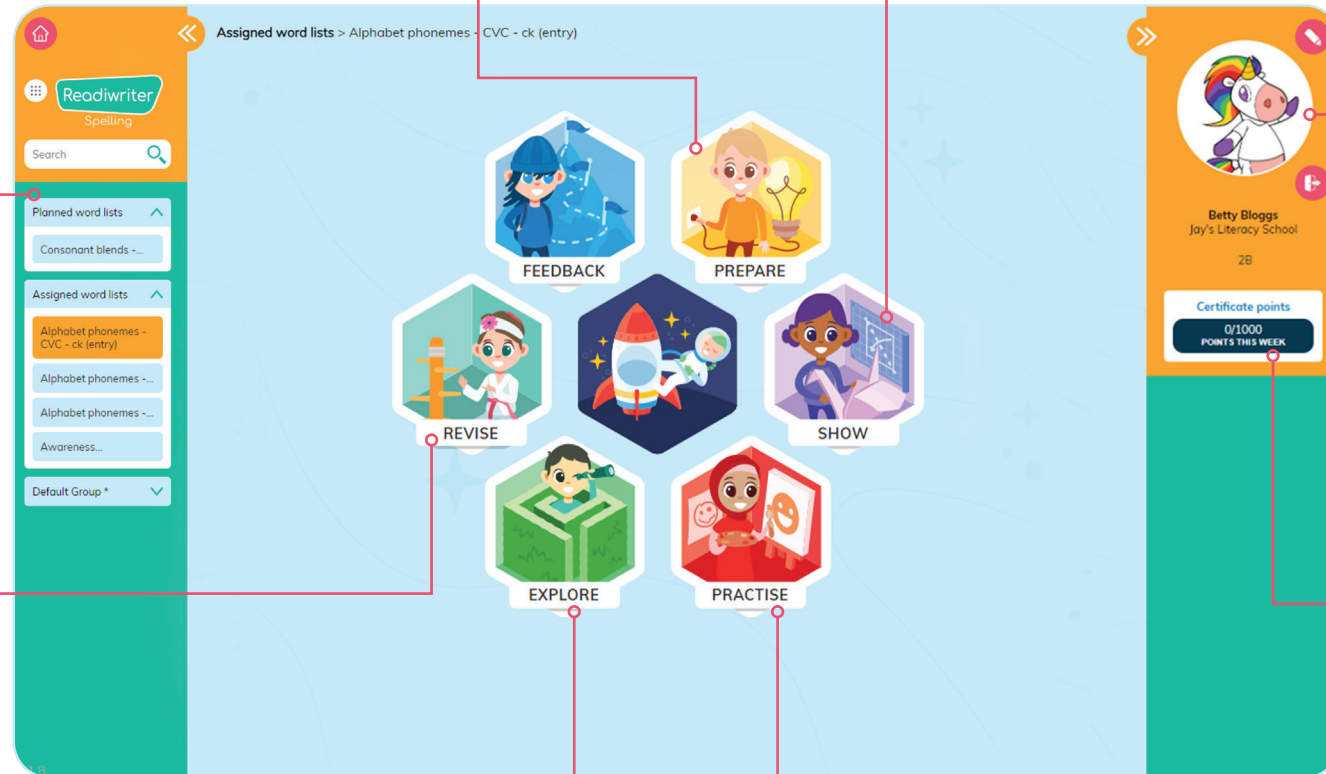 Assigned word lists > Alphabet phonemes - CVC - ck (entry)
Readiwriter
Spelling
Search
Planned word lists
Consonant blends -...
Assigned word lists
Alphabet phonemes -
CVC - ck (entry)
Alphabet phonemes -...
Alphabet phonemes -...
Awareness...
Default Group *
FEEDBACK
PREPARE
REVISE
SHOW
EXPLORE
PRACTISE
Betty Bloggs
Jay's Literacy School
2B
Certificate points
0/1000
POINTS THIS WEEK